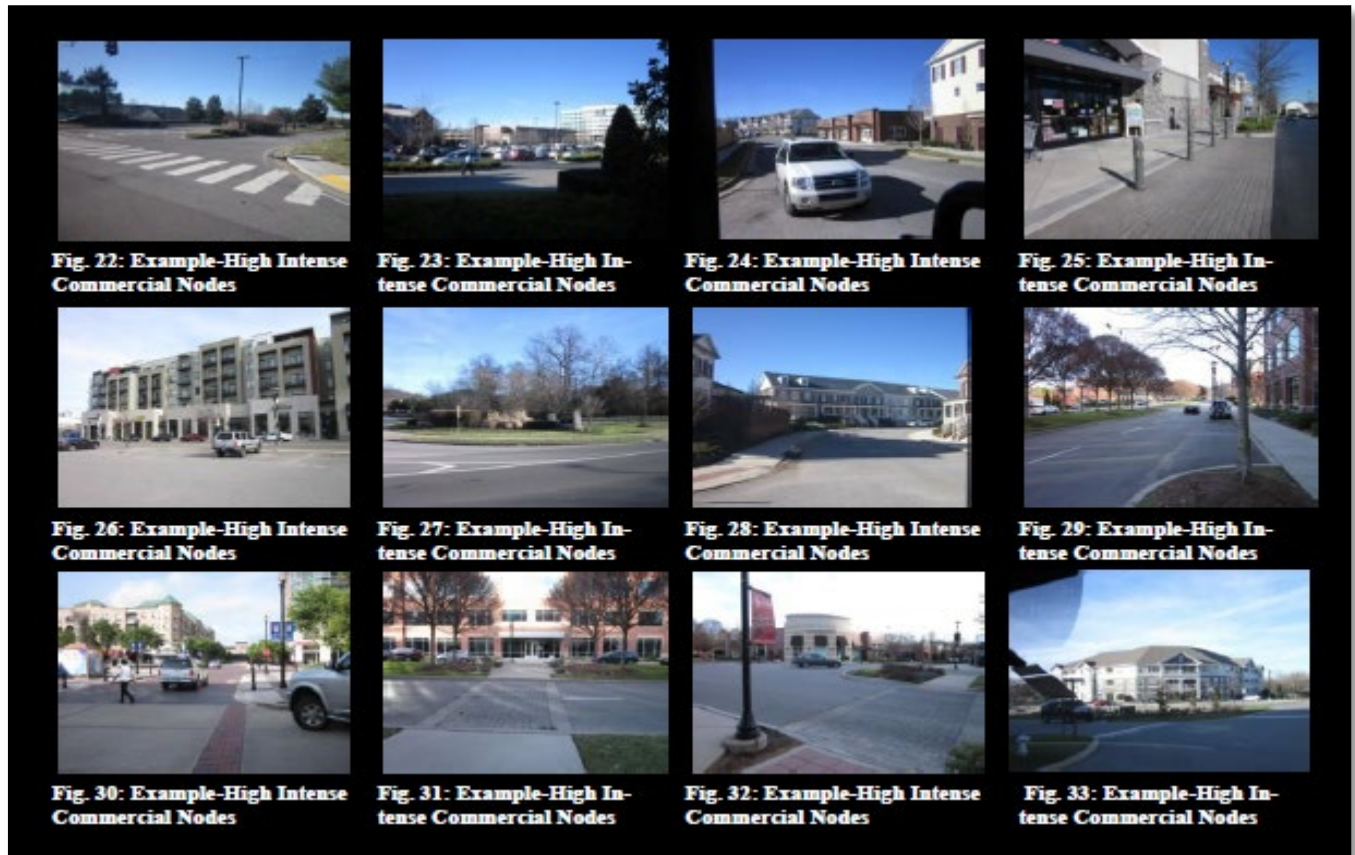 Fig. 22: Example-High Intense
Commercial Nodes
Fig. 23: Example-High In-
tense Commercial Nodes
Fig. 24: Example-High Intense
Commercial Nodes
Fig. 25: Example-High In-
tense Commercial Nodes
Fig. 26: Example-High Intense
Commercial Nodes
Fig. 27: Example-High In-
tense Commercial Nodes
Fig. 28: Example-High Intense
Commercial Nodes
Fig. 29: Example-High In-
tense Commercial Nodes
Fig. 30: Example-High Intense
Commercial Nodes
Fig. 31: Example-High In-
tense Commercial Nodes
Fig. 32: Example-High Intense
Commercial Nodes
Fig. 33: Example-High In-
tense Commercial Nodes